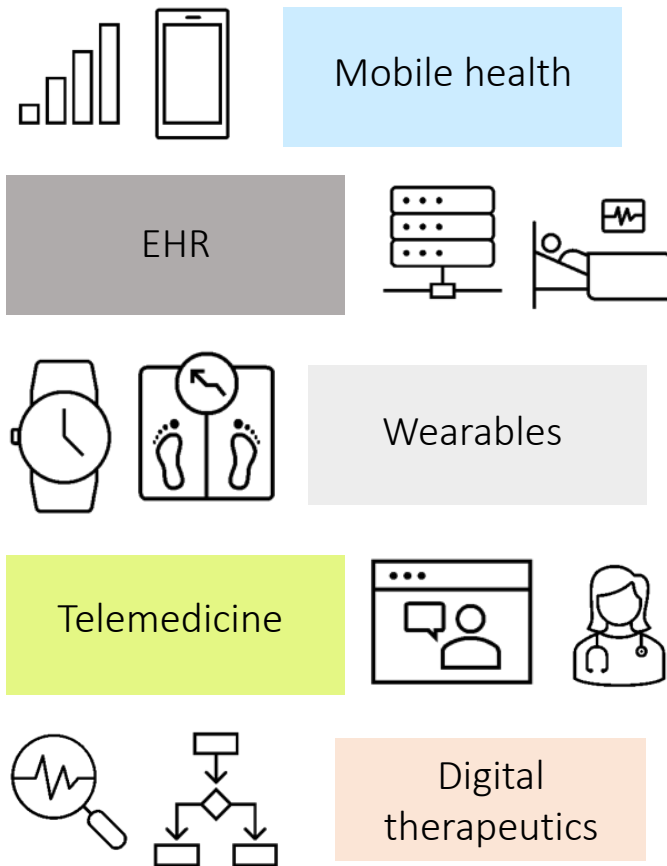 Mobile health
EHR
Wearables
Telemedicine
Digital
therapeutics